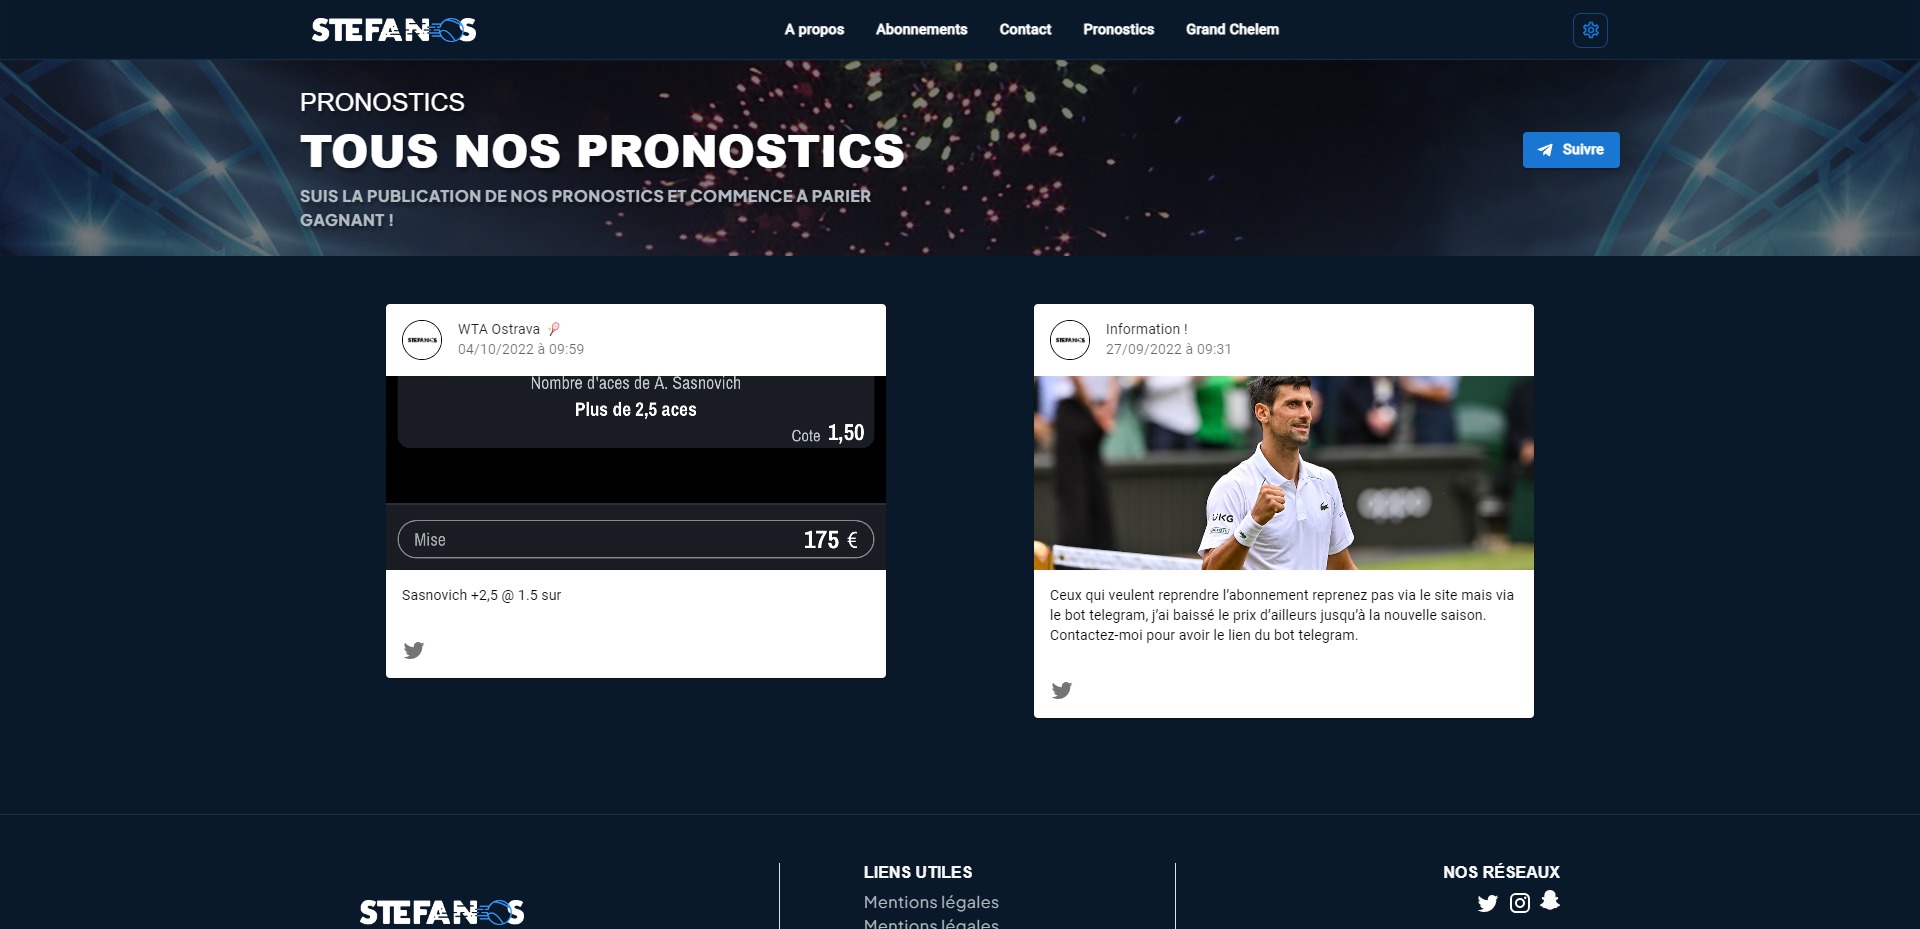 STEFANOS
A propos
Abonnements
Contact
Pronostics
Grand Chelem
PRONOSTICS
TOUS NOS PRONOSTICS
SUIS LA PUBLICATION DE NOS PRONOSTICS ET COMMENCE A PARIER
GAGNANT !
Suivre
STEFANOS
WTA Ostrava
04/10/2022 à 09:59
Nombre d'aces de A. Sasnovich
Plus de 2,5 aces
Cote 1,50
Mise 175 €
Sasnovich +2,5 @ 1.5 sur
STEFANOS
Information !
27/09/2022 à 09:31
UKG
Ceux qui veulent reprendre l’abonnement reprenez pas via le site mais via
le bot telegram, j’ai baissé le prix d’ailleurs jusqu’à la nouvelle saison.
Contactez-moi pour avoir le lien du bot telegram.
STEFANOS
LIENS UTILES
Mentions légales
Mentions légales
NOS RÉSEAUX